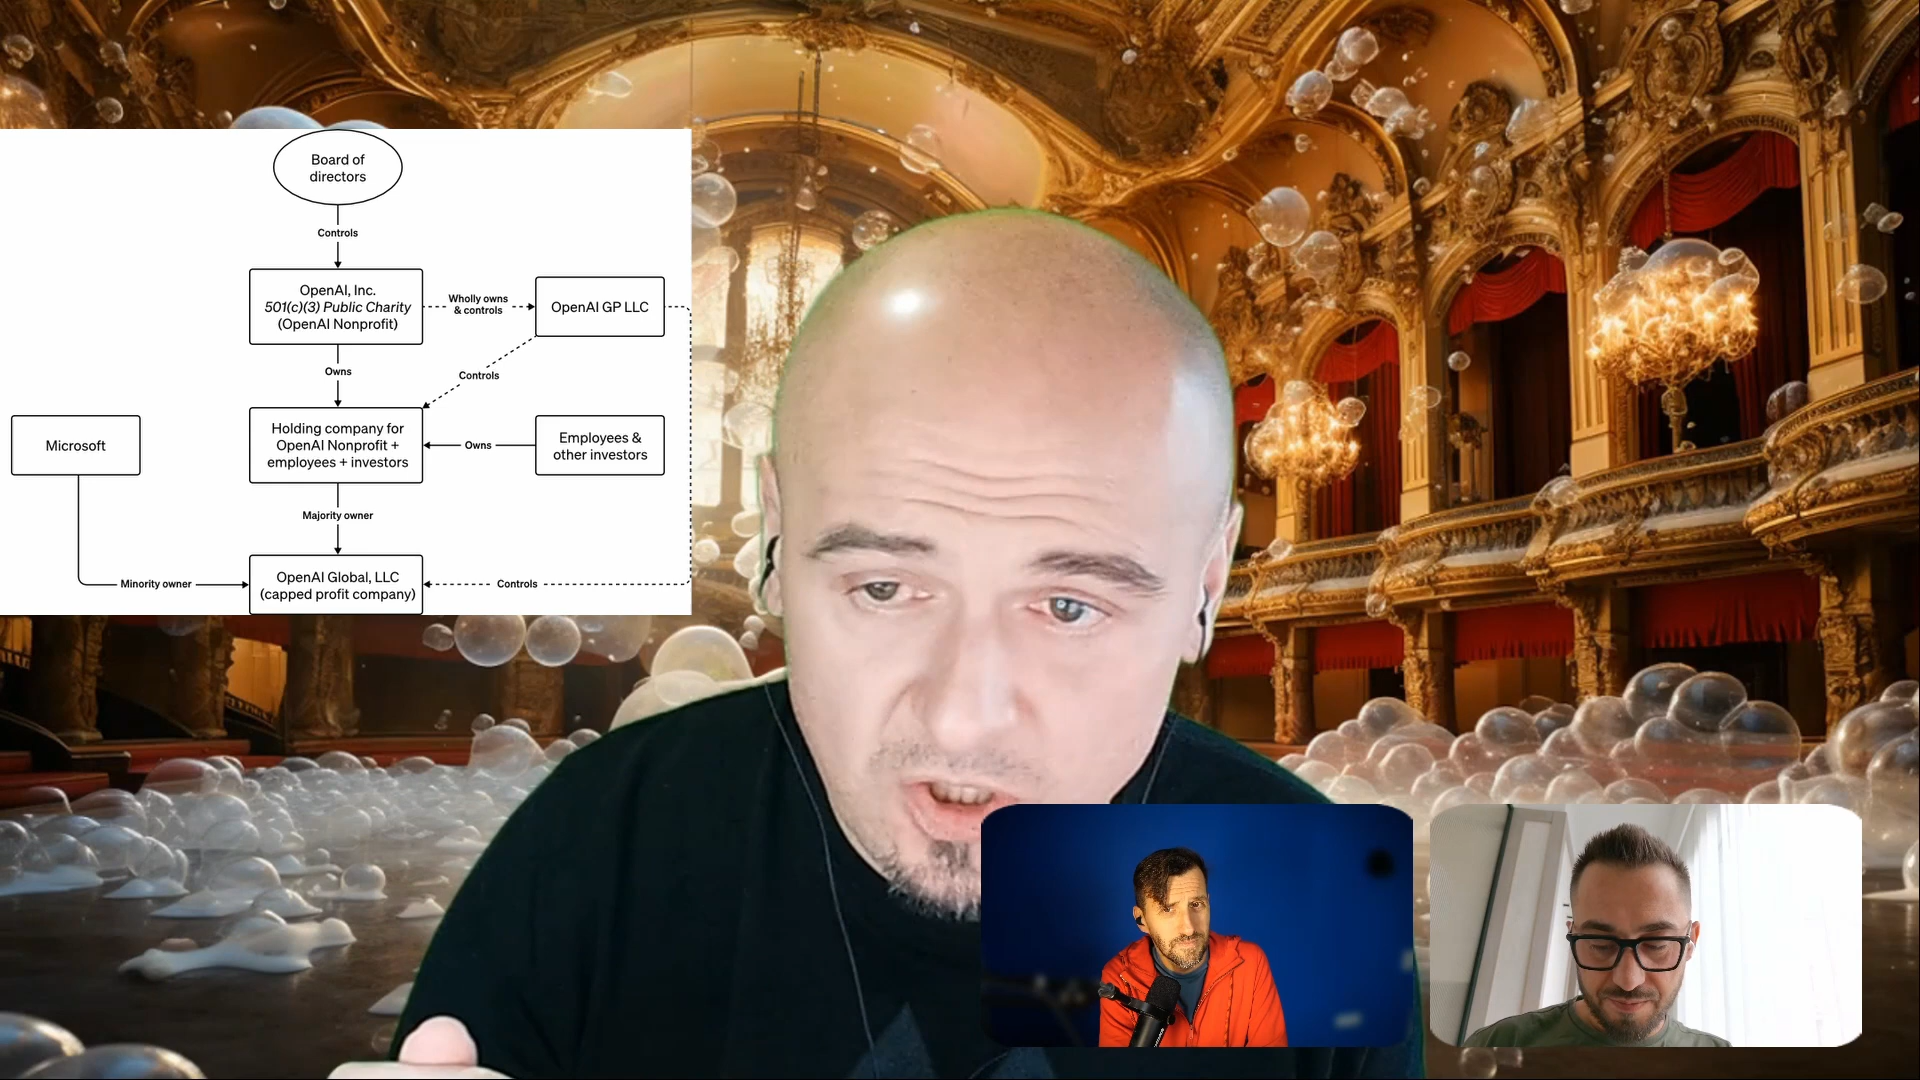 Board of
directors
Controls
OpenAI, Inc.
501(c)(3) Public Charity
(OpenAI Nonprofit)
Wholly owns
& controls
OpenAI GP LLC
Owns
Controls
Microsoft
Holding company for
OpenAI Nonprofit +
employees + investors
Owns
Employees &
other investors
Majority owner
Minority owner
OpenAI Global, LLC
(capped profit company)
Controls